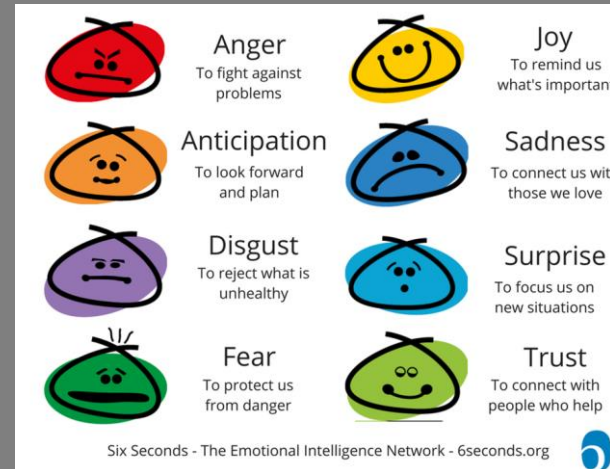 Anger
To fight against
problems
Joy
To remind us
what's important
Anticipation
To look forward
and plan
Sadness
To connect us wit
those we love
Disgust
To reject what is
unhealthy
Surprise
To focus us on
new situations
Fear
To protect us
from danger
Trust
To connect with
people who help
Six Seconds - The Emotional Intelligence Network - 6seconds.org
6